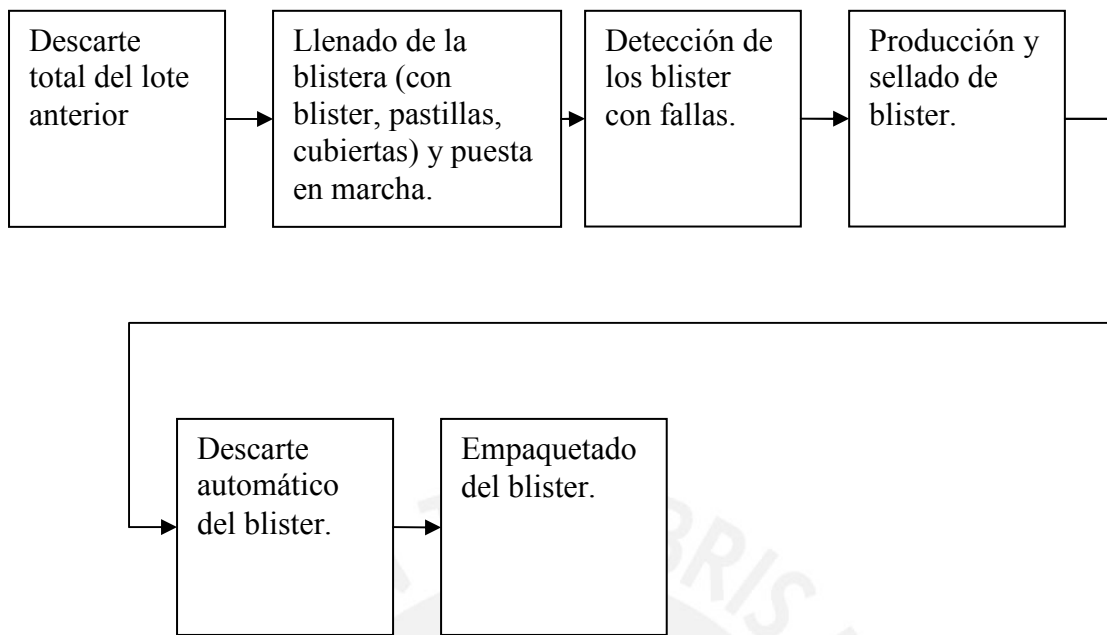 Descarte
total del lote
anterior
Llenado de la
blistera (con
blister, pastillas,
cubiertas) y puesta
en marcha.
Detección de
los blister
con fallas.
Producción y
sellado de
blister.
Descarte
automático
del blister.
Empaquetado
del blister.